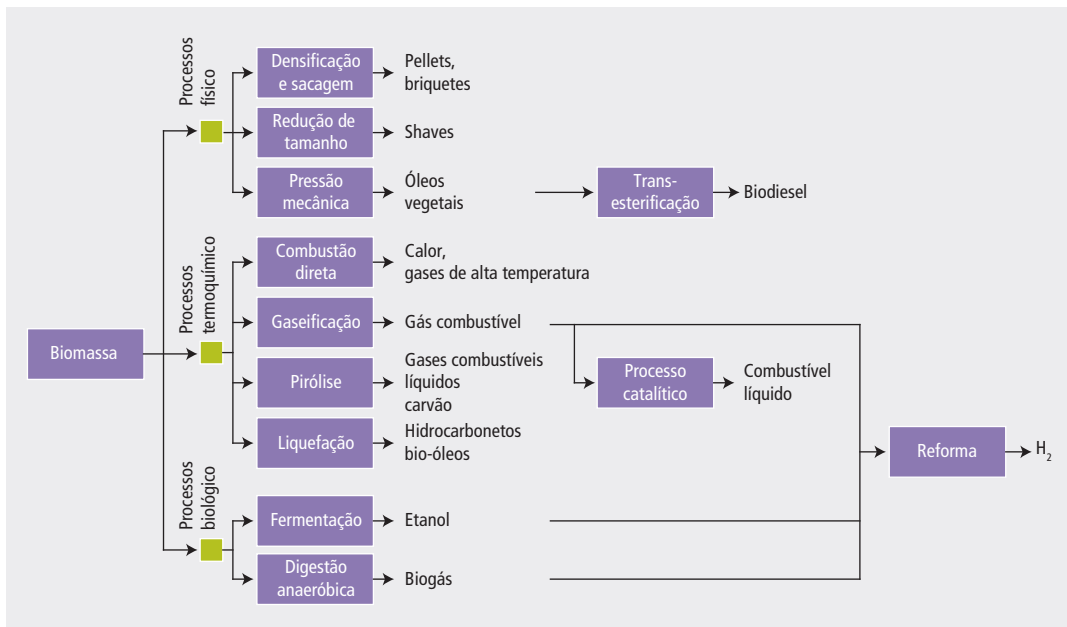 Processos
físico
Densificação
e sacagem
Pellets,
briquetes
Redução de
tamanho
Shaves
Pressão
mecânica
Óleos
vegetais
Trans-
esterificação
Biodiesel
Processos
termoquímico
Combustão
direta
Calor,
gases de alta temperatura
Biomassa
Gaseificação
Gás combustível
Pirólise
Gases combustíveis
líquidos
carvão
Processo
catalítico
Combustível
líquido
Liquefação
Hidrocarbonetos
bio-óleos
Reforma
H₂
Processos
biológico
Fermentação
Etanol
Digestão
anaeróbica
Biogás